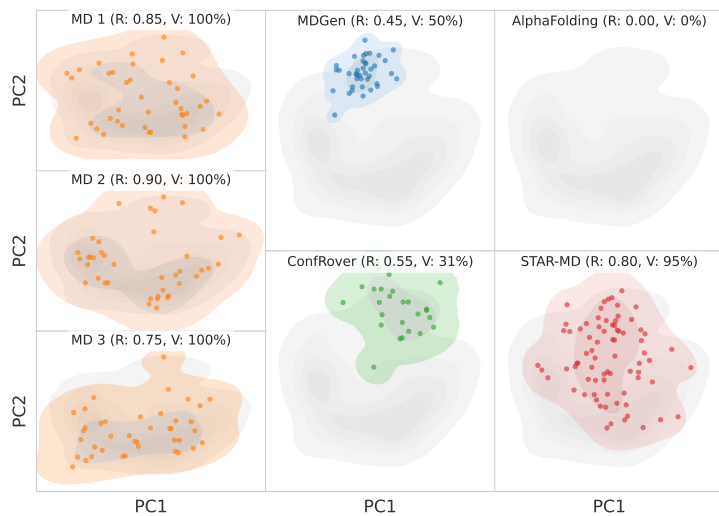 MD 1 (R: 0.85, V: 100%)
MDGen (R: 0.45, V: 50%)
AlphaFolding (R: 0.00, V: 0%)
PC2
MD 2 (R: 0.90, V: 100%)
PC2
ConfRover (R: 0.55, V: 31%)
STAR-MD (R: 0.80, V: 95%)
MD 3 (R: 0.75, V: 100%)
PC2
PC1
PC1
PC1